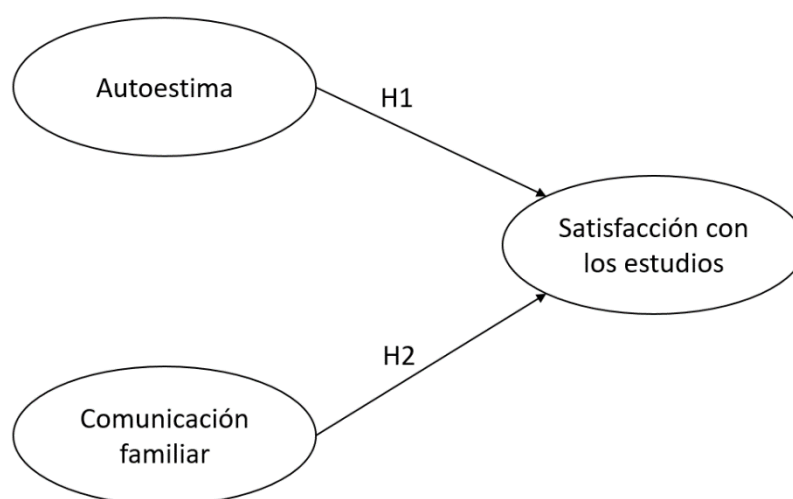 Autoestima
H1
Satisfacción con
los estudios
H2
Comunicación
familiar